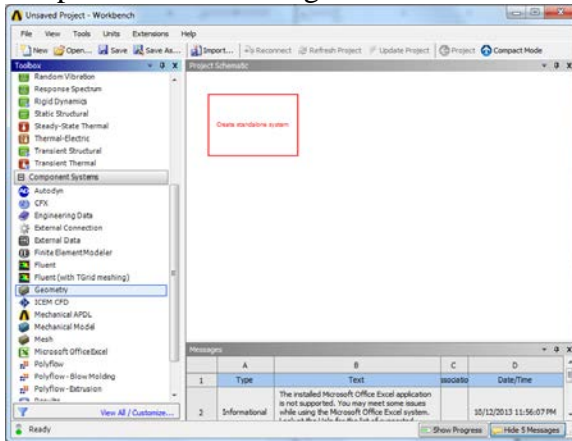 Unsaved Project - Workbench
File View Tools Units Extensions Help
New Open... Save Save As... Import... Reconnect Refresh Project Update Project Project Compact Mode
Toolbox
Project Schematic
Random Vibration
Response Spectrum
Rigid Dynamics
Static Structural
Steady-State Thermal
Thermal-Electric
Transient Structural
Transient Thermal
Create standalone system
Component Systems
Autodyn
CFX
Engineering Data
External Connection
External Data
Finite Element Modeler
Fluent
Fluent (with TGrid meshing)
Geometry
ICEM CFD
Mechanical APDL
Mechanical Model
Mesh
Microsoft Office Excel
Polyflow
Polyflow - Blow Molding
Polyflow - Extrusion
View All / Customize...
Messages
A B C D
1 Type Text ssociatio Date/Time
The installed Microsoft Office Excel application
is not supported. You may meet some issues
2 Informational while using the Microsoft Office Excel system. 10/12/2013 11:56:07 PM
Ready
Show Progress Hide 5 Messages